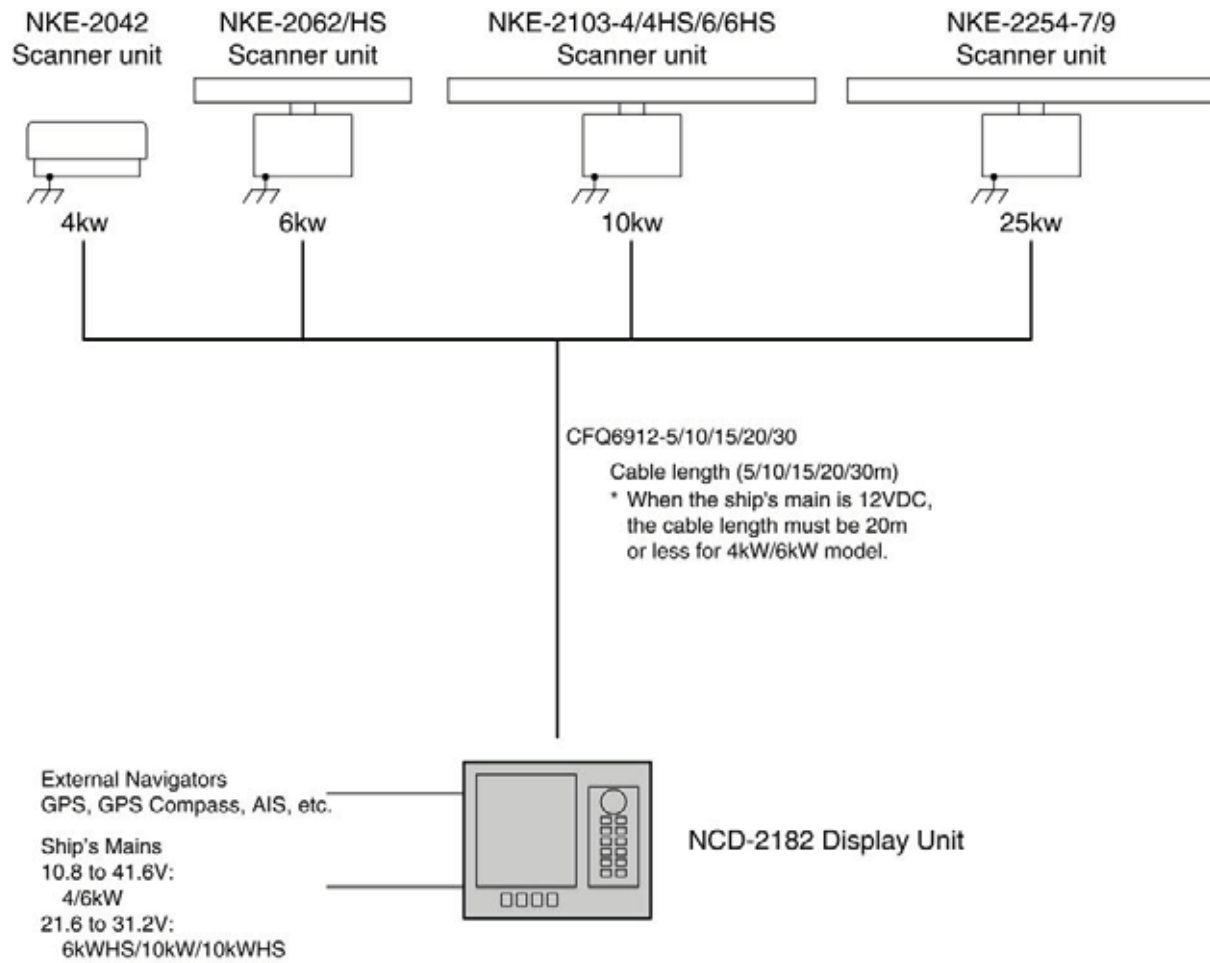 NKE-2042
Scanner unit
NKE-2062/HS
Scanner unit
NKE-2103-4/4HS/6/6HS
Scanner unit
NKE-2254-7/9
Scanner unit
4kw
6kw
10kw
25kw
CFQ6912-5/10/15/20/30
Cable length (5/10/15/20/30m)
* When the ship's main is 12VDC,
the cable length must be 20m
or less for 4kW/6kW model.
External Navigators
GPS, GPS Compass, AIS, etc.
Ship's Mains
10.8 to 41.6V:
4/6kW
21.6 to 31.2V:
6kWHS/10kW/10kWHS
NCD-2182 Display Unit